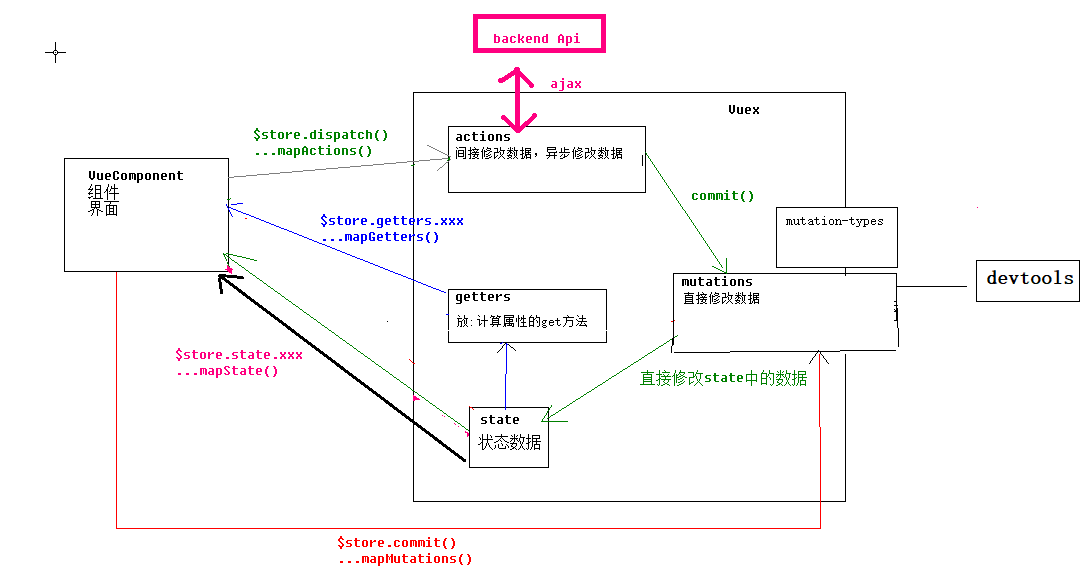 backend Api
ajax
Vuex
$store.dispatch()
...mapActions()
actions
间接修改数据，异步修改数据
VueComponent
组件
界面
commit()
$store.getters.xxx
...mapGetters()
mutation-types
devtools
mutations
直接修改数据
getters
放:计算属性的get方法
$store.state.xxx
...mapState()
直接修改state中的数据
state
状态数据
$store.commit()
...mapMutations()